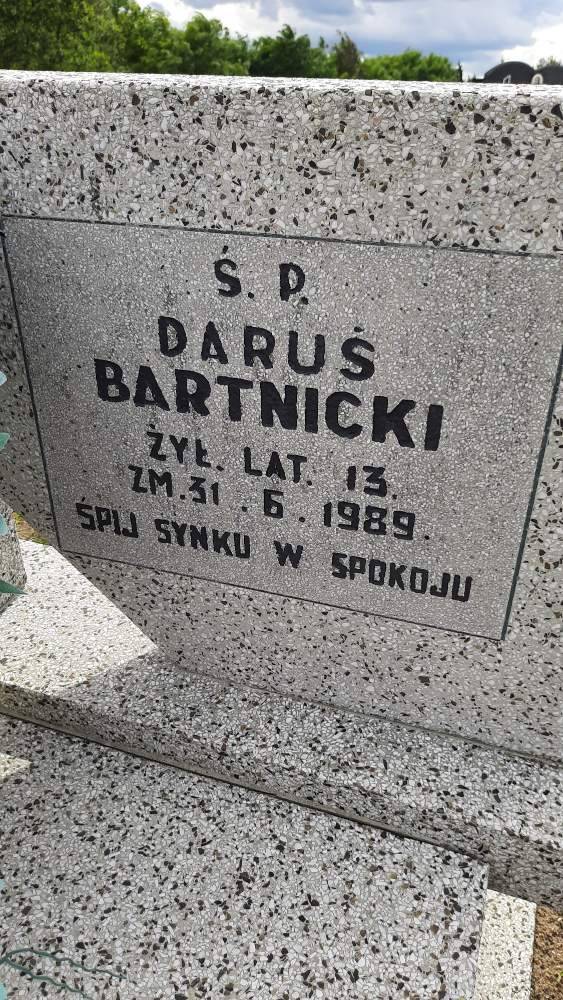 Ś. P.
DARUŚ
BARTNICKI
ŻYŁ. LAT. 13.
ZM. 31. 6. 1989.
ŚPIJ SYNKU W SPOKOJU